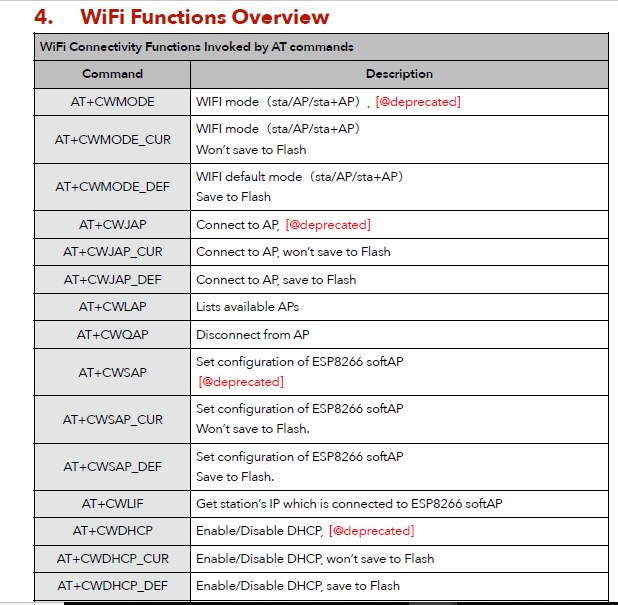 4. WiFi Functions Overview
WiFi Connectivity Functions Invoked by AT commands
Command Description
AT+CWMODE WIFI mode（sta/AP/sta+AP）, [@deprecated]
AT+CWMODE_CUR WIFI mode（sta/AP/sta+AP）
Won’t save to Flash
AT+CWMODE_DEF WIFI default mode（sta/AP/sta+AP）
Save to Flash
AT+CWJAP Connect to AP, [@deprecated]
AT+CWJAP_CUR Connect to AP, won’t save to Flash
AT+CWJAP_DEF Connect to AP, save to Flash
AT+CWLAP Lists available APs
AT+CWQAP Disconnect from AP
AT+CWSAP Set configuration of ESP8266 softAP
[@deprecated]
AT+CWSAP_CUR Set configuration of ESP8266 softAP
Won’t save to Flash.
AT+CWSAP_DEF Set configuration of ESP8266 softAP
Save to Flash.
AT+CWLIF Get station’s IP which is connected to ESP8266 softAP
AT+CWDHCP Enable/Disable DHCP, [@deprecated]
AT+CWDHCP_CUR Enable/Disable DHCP, won’t save to Flash
AT+CWDHCP_DEF Enable/Disable DHCP, save to Flash